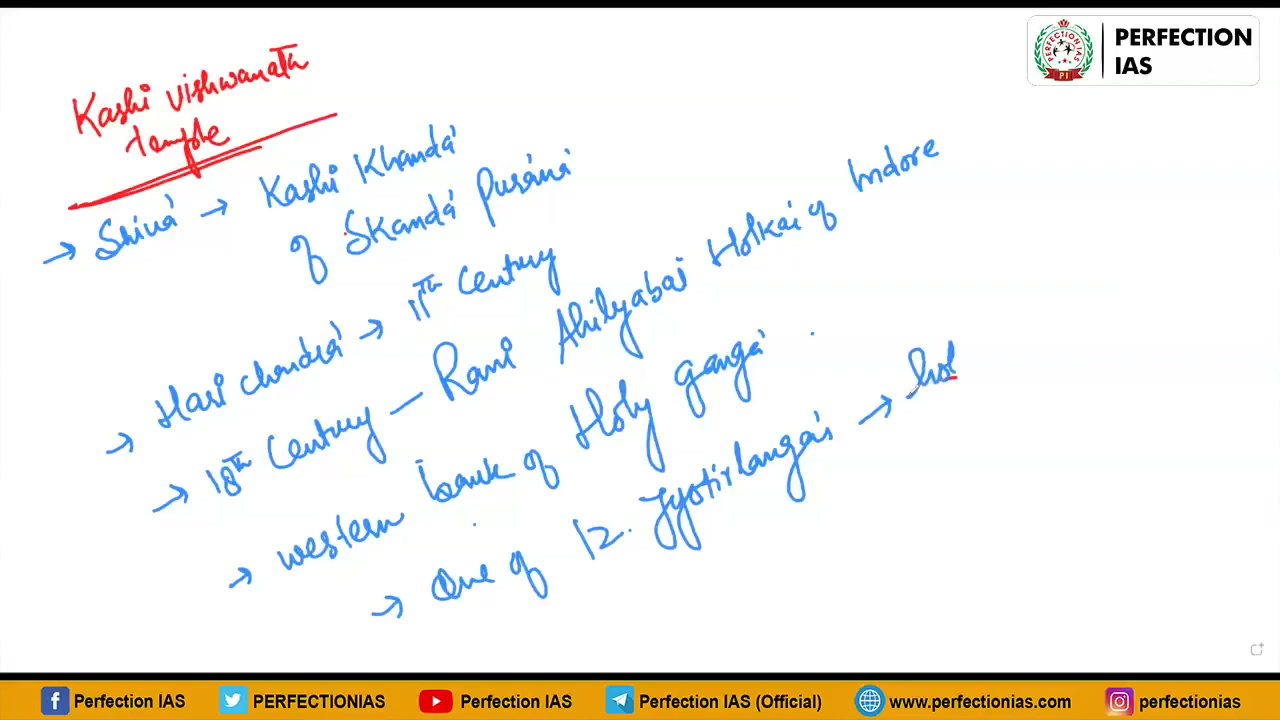 PERFECTION
IAS
Kashi Vishwanath
temple
→ Shiva → Kashi Khanda
of Skanda Purana
→ Hari chandra → 11th Century
→ 18th Century - Rani Ahilyabai Holkar of Indore
→ western bank of Holy ganga
→ One of 12. Jyotirlanga's → hol
Perfection IAS
PERFECTIONIAS
Perfection IAS
Perfection IAS (Official)
www.perfectionias.com
perfectionias